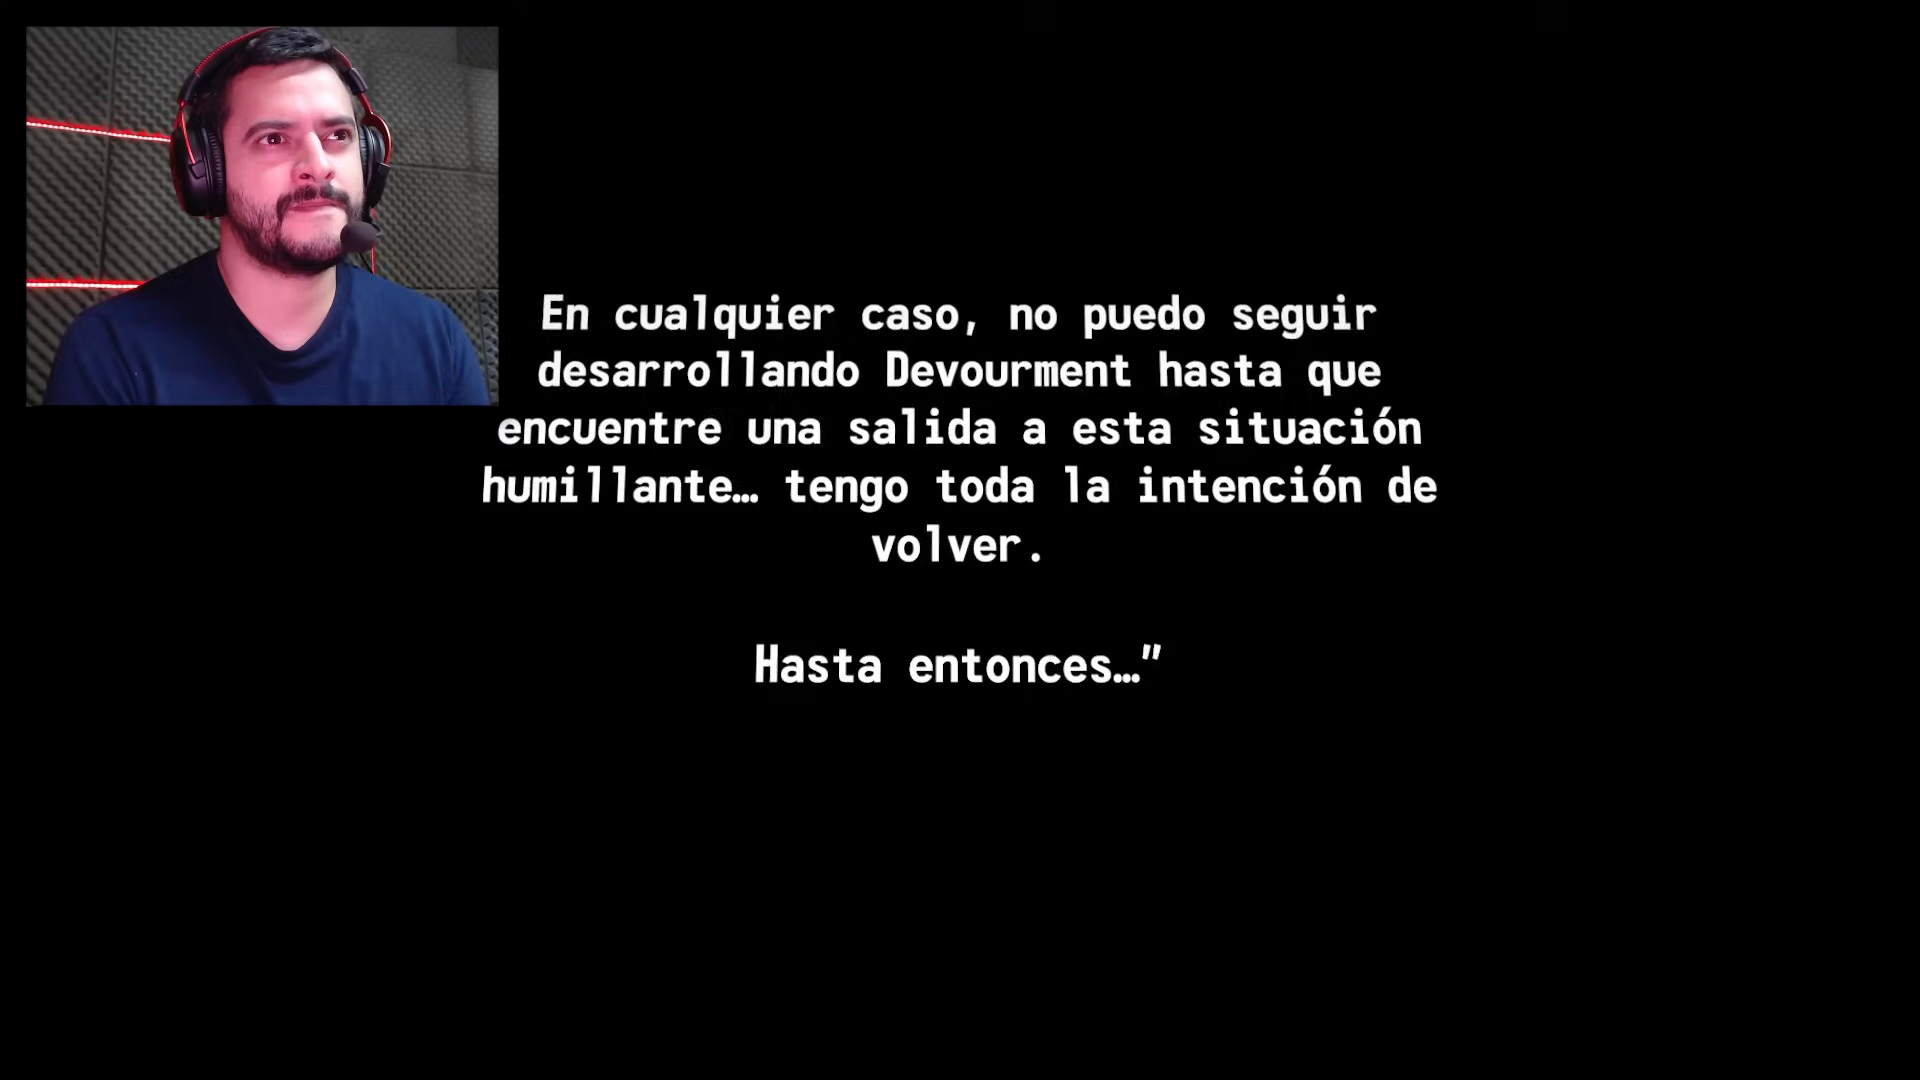 En cualquier caso, no puedo seguir
desarrollando Devourment hasta que
encuentre una salida a esta situación
humillante… tengo toda la intención de
volver.
Hasta entonces…"